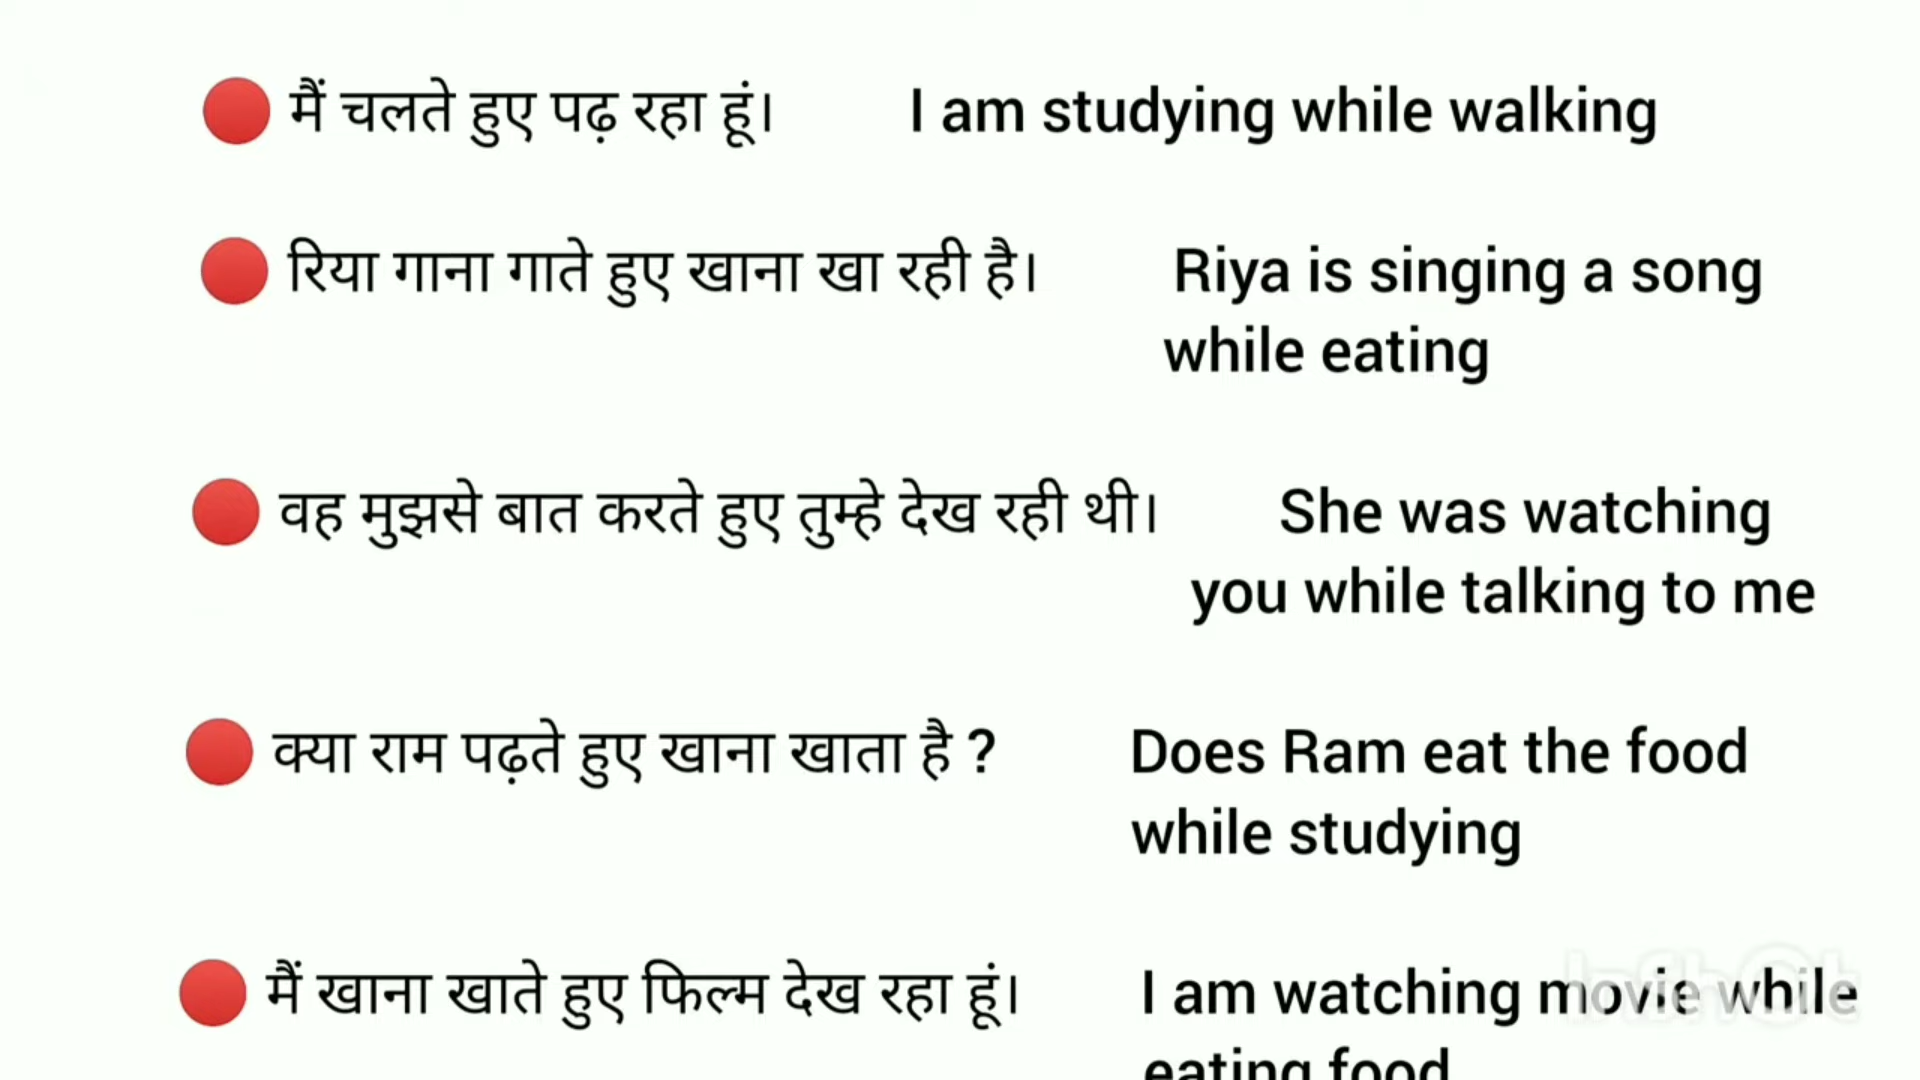 मैं चलते हुए पढ़ रहा हूं। I am studying while walking
रिया गाना गाते हुए खाना खा रही है। Riya is singing a song
while eating
वह मुझसे बात करते हुए तुम्हे देख रही थी। She was watching
you while talking to me
क्या राम पढ़ते हुए खाना खाता है ? Does Ram eat the food
while studying
मैं खाना खाते हुए फिल्म देख रहा हूं। I am watching movie while
eating food